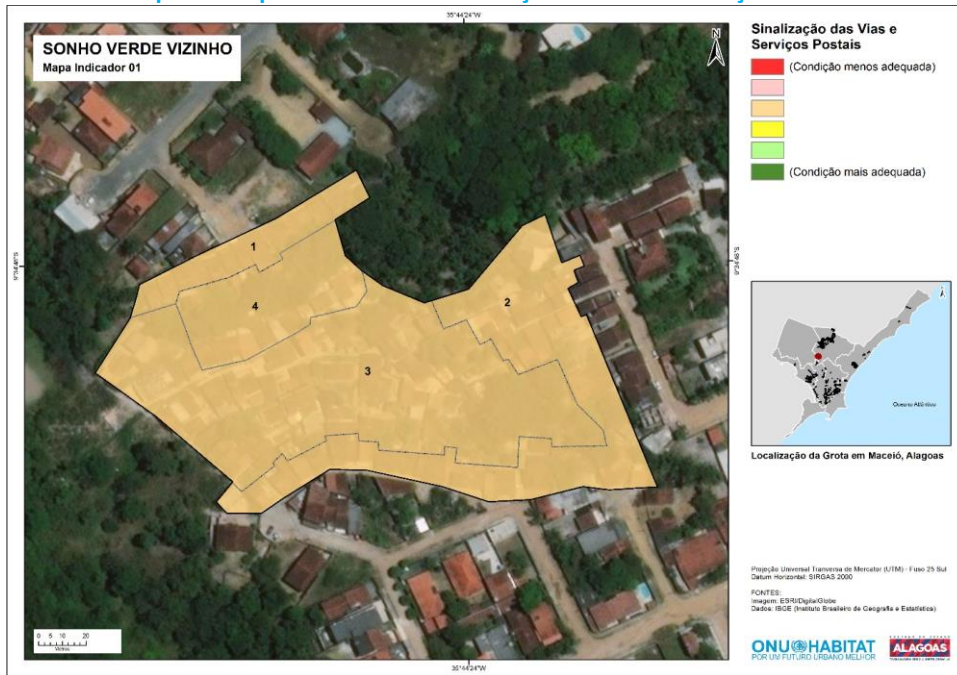 35°44'24"W
SONHO VERDE VIZINHO
Mapa Indicador 01
N
Sinalização das Vias e
Serviços Postais
(Condição menos adequada)
(Condição mais adequada)
1
2
4
3
Oceano Atlântico
Localização da Grota em Maceió, Alagoas
Projeção Universal Transversa de Mercator (UTM) - Fuso 25 Sul
Datum Horizontal: SIRGAS 2000
FONTES:
Imagem: ESRI/DigitalGlobe
Dados: IBGE (Instituto Brasileiro de Geografia e Estatística)
0 5 10 20
Metros
ONU HABITAT
POR UM FUTURO URBANO MELHOR
ALAGOAS
35°44'24"W